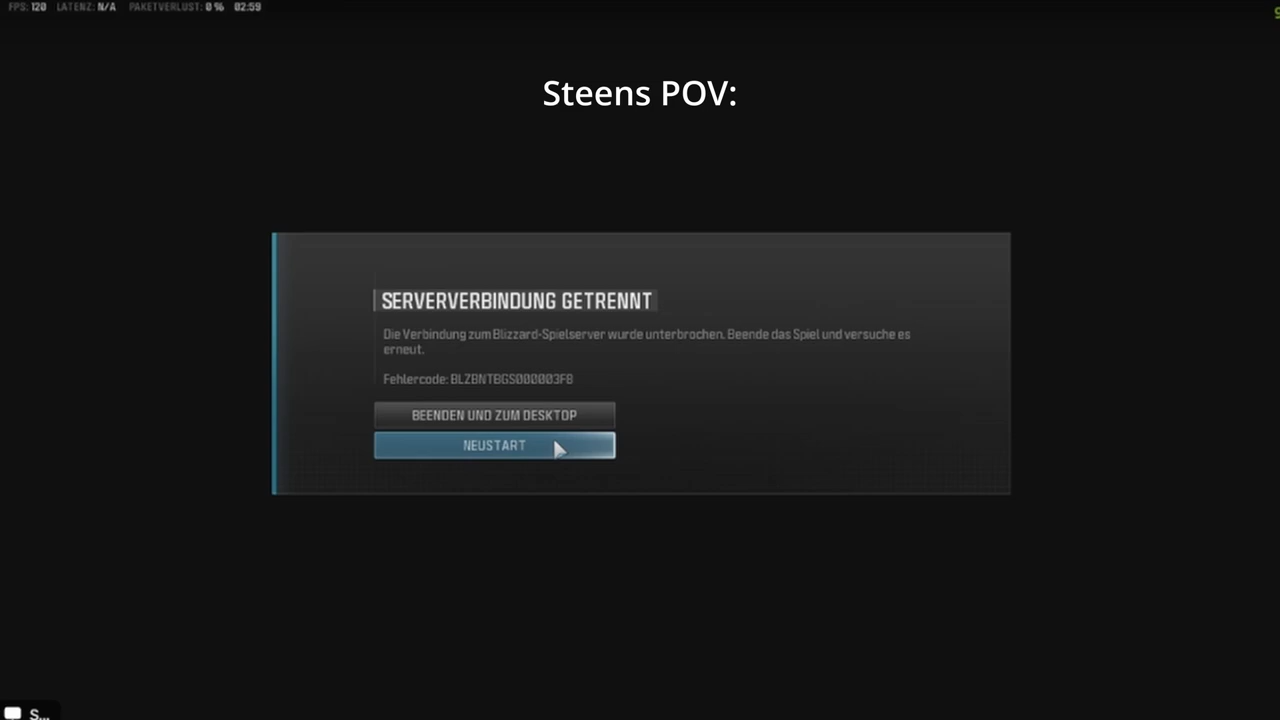 FPS: 120 LATENZ: N/A PAKETVERLUST: 0 % 02:59
Steens POV:
SERVERVERBINDUNG GETRENNT
Die Verbindung zum Blizzard-Spielserver wurde unterbrochen. Beende das Spiel und versuche es
erneut.
Fehlercode: BLZBNTBGS000003F8
BEENDEN UND ZUM DESKTOP
NEUSTART
S...